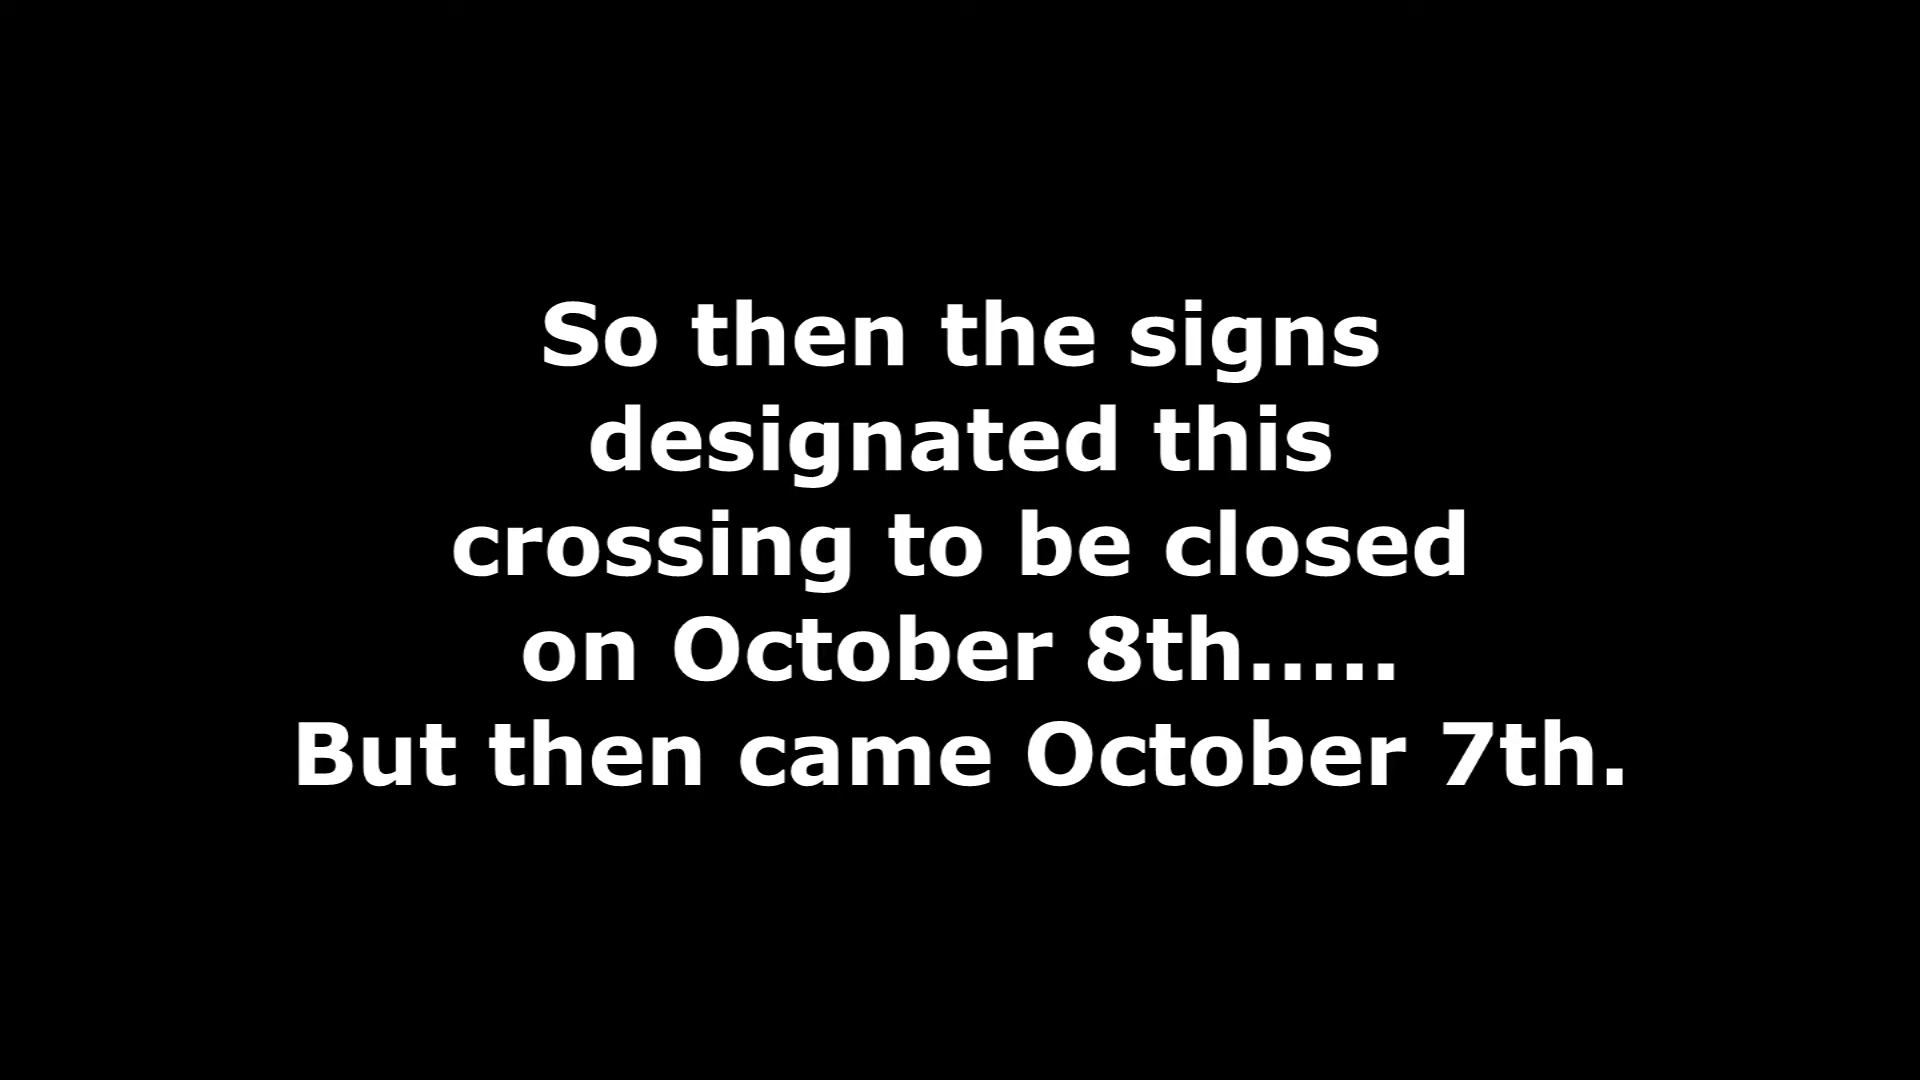 So then the signs
designated this
crossing to be closed
on October 8th.....
But then came October 7th.